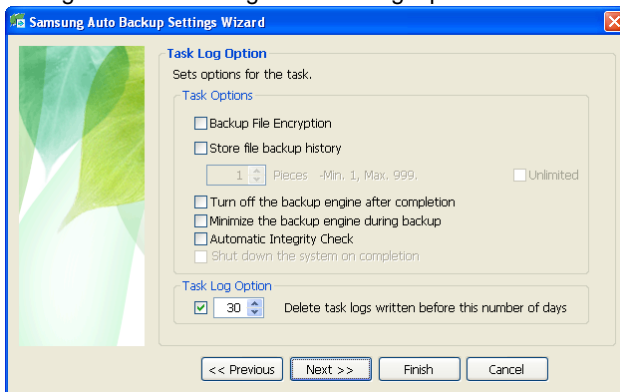 Samsung Auto Backup Settings Wizard
Task Log Option
Sets options for the task.
Task Options
Backup File Encryption
Store file backup history
1 Pieces -Min. 1, Max. 999. Unlimited
Turn off the backup engine after completion
Minimize the backup engine during backup
Automatic Integrity Check
Shut down the system on completion
Task Log Option
30 Delete task logs written before this number of days
<< Previous Next >> Finish Cancel